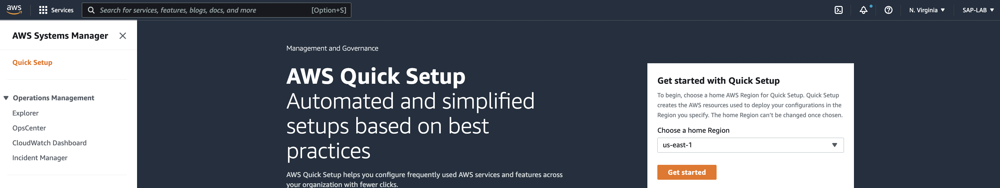 aws
Services
Search for services, features, blogs, docs, and more
[Option+S]
N. Virginia
SAP-LAB
AWS Systems Manager
Quick Setup
Operations Management
Explorer
OpsCenter
CloudWatch Dashboard
Incident Manager
Management and Governance
AWS Quick Setup
Automated and simplified
setups based on best
practices
AWS Quick Setup helps you configure frequently used AWS services and features across
your organization with fewer clicks.
Get started with Quick Setup
To begin, choose a home AWS Region for Quick Setup. Quick Setup
creates the AWS resources used to deploy your configurations in the
Region you specify. The home Region can’t be changed once chosen.
Choose a home Region
us-east-1
Get started